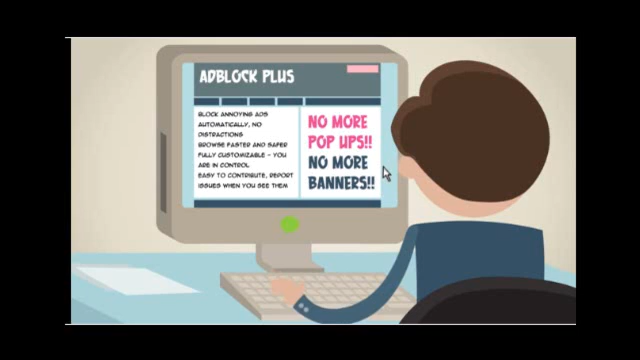 ADBLOCK PLUS
BLOCK ANNOYING ADS
AUTOMATICALLY, NO
DISTRACTIONS
BROWSE FASTER AND SAFER
FULLY CUSTOMIZABLE - YOU
ARE IN CONTROL
EASY TO CONTRIBUTE, REPORT
ISSUES WHEN YOU SEE THEM
NO MORE
POP UPS!!
NO MORE
BANNERS!!